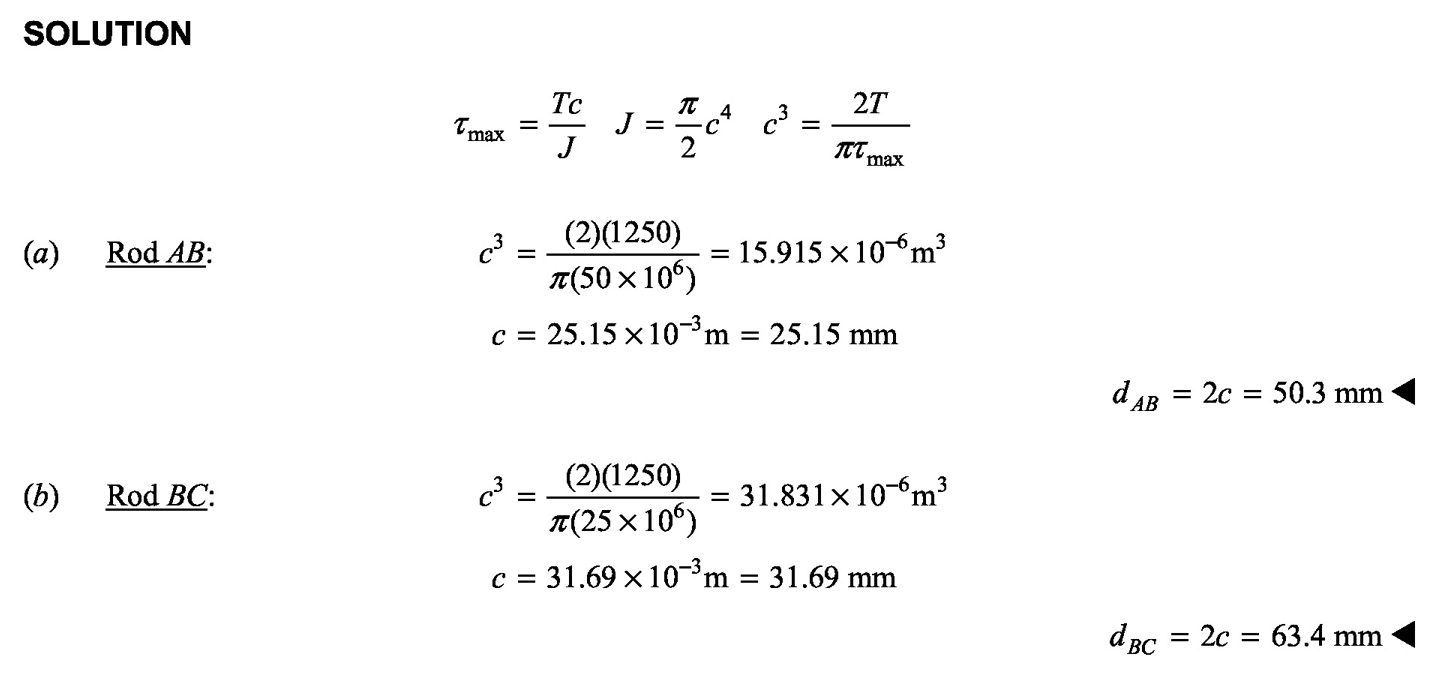 SOLUTION
τ_max = Tc/J   J = π/2 c⁴   c³ = 2T/(πτ_max)
(a) Rod AB: c³ = (2)(1250)/(π(50 × 10⁶)) = 15.915 × 10⁻⁶ m³
c = 25.15 × 10⁻³ m = 25.15 mm
d_AB = 2c = 50.3 mm ◀
(b) Rod BC: c³ = (2)(1250)/(π(25 × 10⁶)) = 31.831 × 10⁻⁶ m³
c = 31.69 × 10⁻³ m = 31.69 mm
d_BC = 2c = 63.4 mm ◀